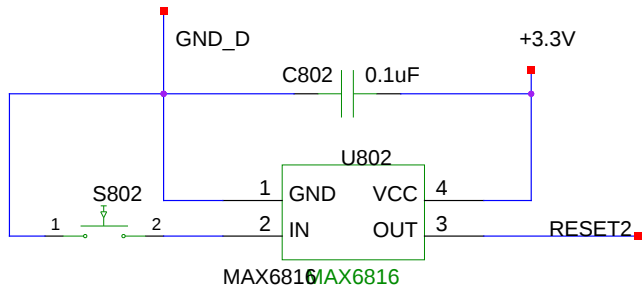 GND_D
+3.3V
C802 0.1uF
U802
S802
1 GND VCC 4
1 2 2 IN OUT 3 RESET2
MAX6816 MAX6816